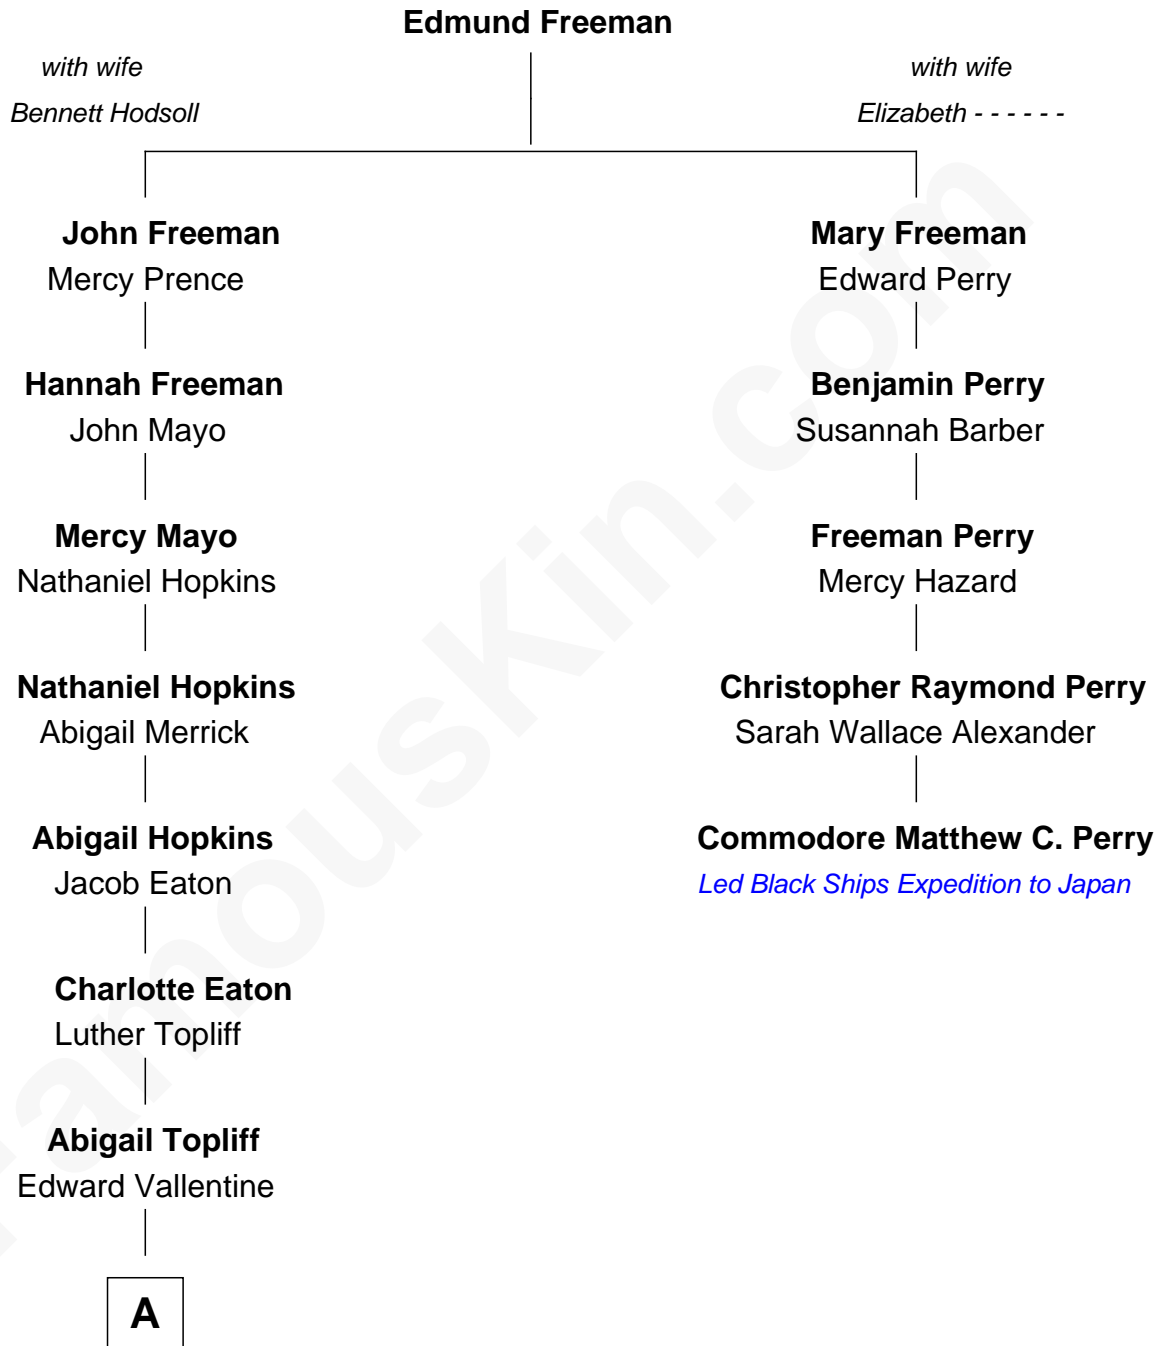 Edmund Freeman
with wife
Bennett Hodsoll
with wife
Elizabeth - - - - - -
John Freeman
Mercy Prence
Mary Freeman
Edward Perry
Hannah Freeman
John Mayo
Benjamin Perry
Susannah Barber
Mercy Mayo
Nathaniel Hopkins
Freeman Perry
Mercy Hazard
Nathaniel Hopkins
Abigail Merrick
Christopher Raymond Perry
Sarah Wallace Alexander
Abigail Hopkins
Jacob Eaton
Commodore Matthew C. Perry
Led Black Ships Expedition to Japan
Charlotte Eaton
Luther Topliff
Abigail Topliff
Edward Vallentine
A
FamousKin.com